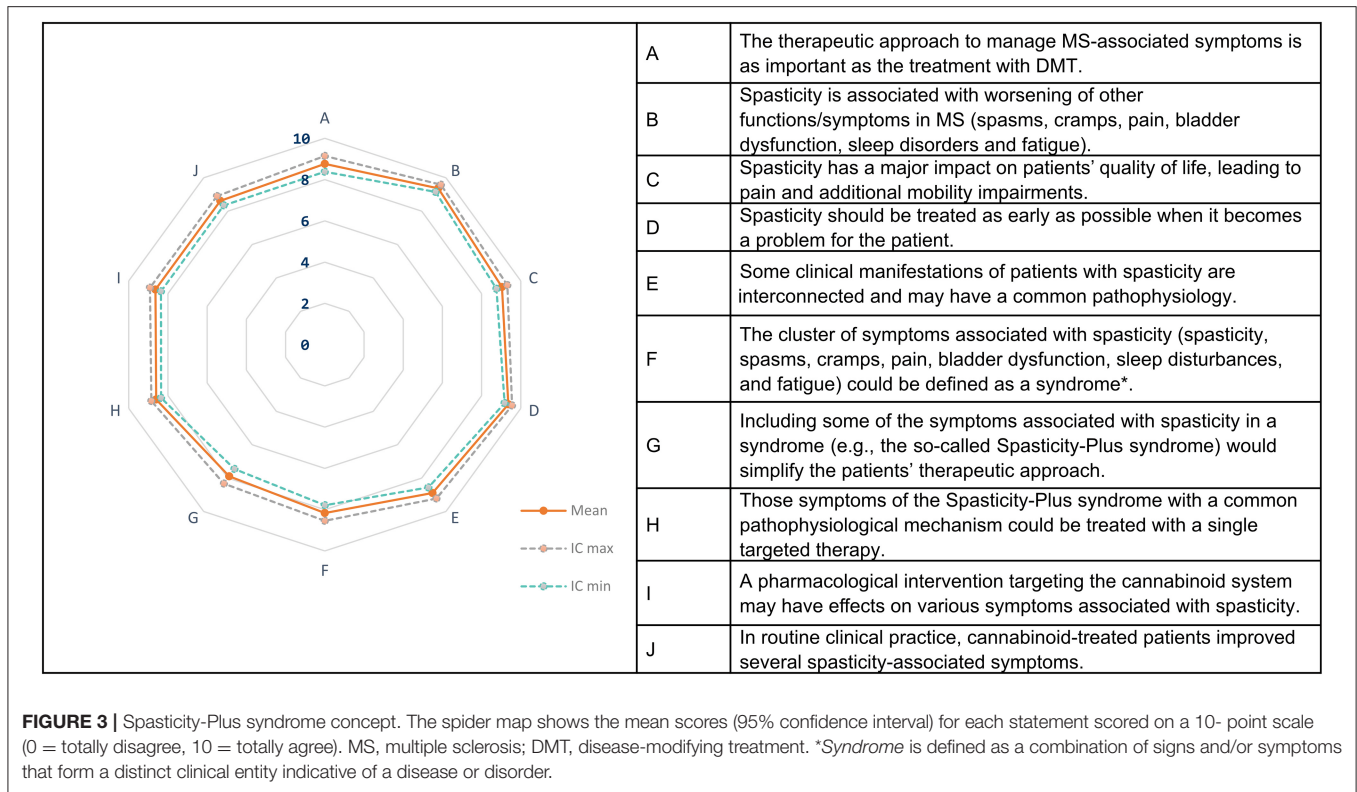 A
10
8
6
4
2
0
B
C
D
E
F
G
H
I
J
Mean
IC max
IC min
A
The therapeutic approach to manage MS-associated symptoms is
as important as the treatment with DMT.
B
Spasticity is associated with worsening of other
functions/symptoms in MS (spasms, cramps, pain, bladder
dysfunction, sleep disorders and fatigue).
C
Spasticity has a major impact on patients' quality of life, leading to
pain and additional mobility impairments.
D
Spasticity should be treated as early as possible when it becomes
a problem for the patient.
E
Some clinical manifestations of patients with spasticity are
interconnected and may have a common pathophysiology.
F
The cluster of symptoms associated with spasticity (spasticity,
spasms, cramps, pain, bladder dysfunction, sleep disturbances,
and fatigue) could be defined as a syndrome*.
G
Including some of the symptoms associated with spasticity in a
syndrome (e.g., the so-called Spasticity-Plus syndrome) would
simplify the patients' therapeutic approach.
H
Those symptoms of the Spasticity-Plus syndrome with a common
pathophysiological mechanism could be treated with a single
targeted therapy.
I
A pharmacological intervention targeting the cannabinoid system
may have effects on various symptoms associated with spasticity.
J
In routine clinical practice, cannabinoid-treated patients improved
several spasticity-associated symptoms.
FIGURE 3 | Spasticity-Plus syndrome concept. The spider map shows the mean scores (95% confidence interval) for each statement scored on a 10- point scale
(0 = totally disagree, 10 = totally agree). MS, multiple sclerosis; DMT, disease-modifying treatment. *Syndrome is defined as a combination of signs and/or symptoms
that form a distinct clinical entity indicative of a disease or disorder.